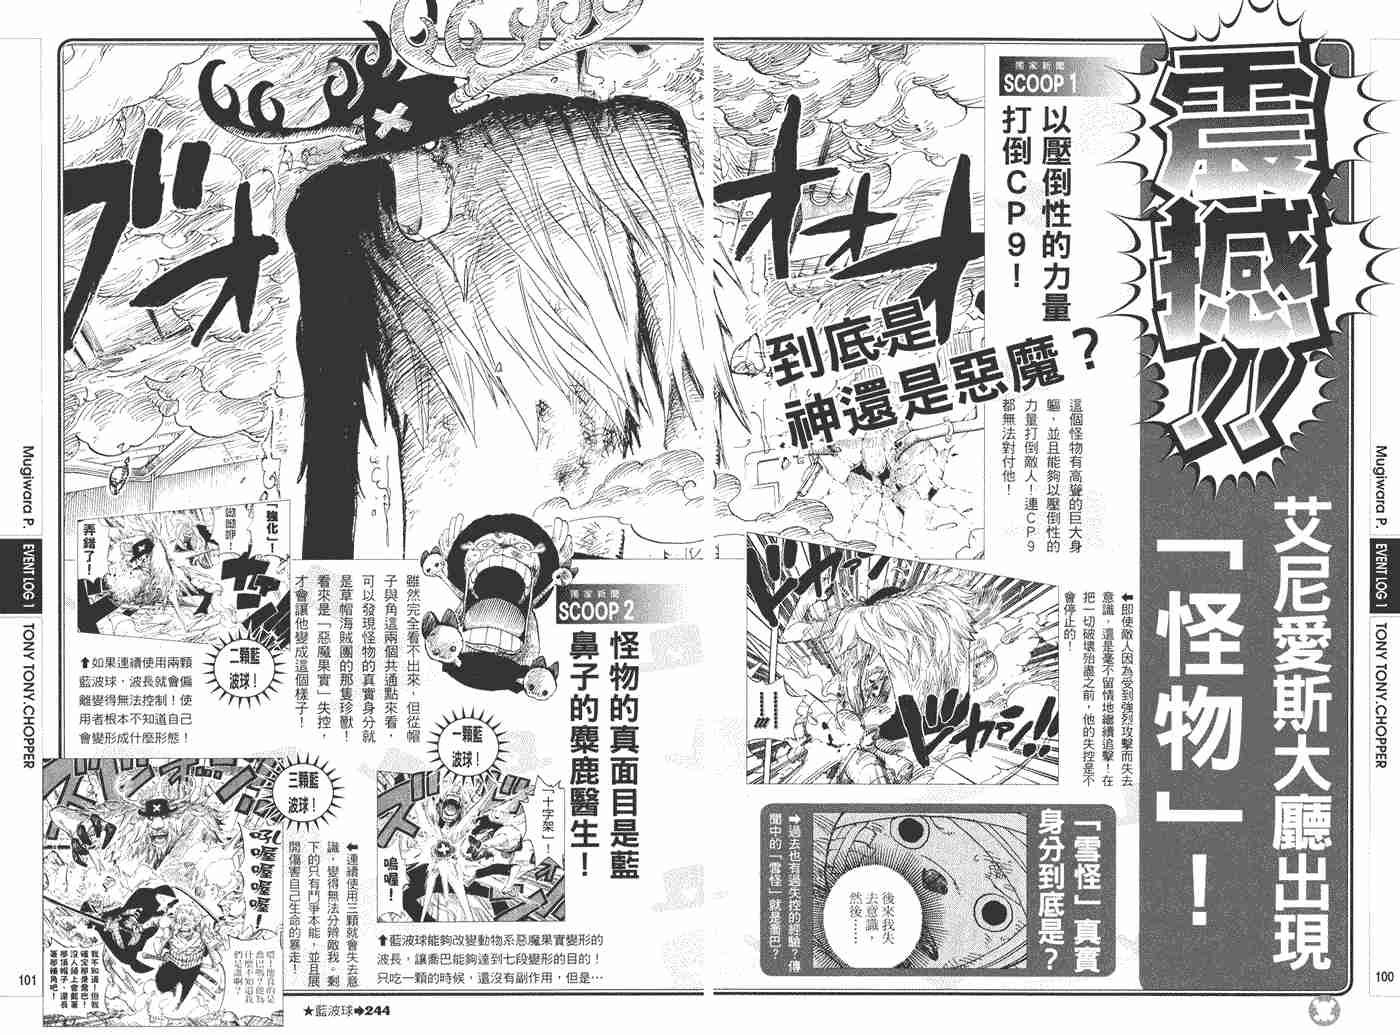 震撼!!
艾尼愛斯大廳出現
「怪物」！
獨家新聞
SCOOP 1
以壓倒性的力量
打倒CP9！
到底是
神還是惡魔？
這個怪物有高聳的巨大身
軀，並且能夠以壓倒性的
力量打倒敵人！連CP9
都無法對付他！
オオオ
ブオ
⬅即使敵人因為受到強烈攻擊而失去
意識，還是毫不留情地繼續追擊！在
把一切破壞殆盡之前，他的失控是不
會停止的！
ドカァッ
ドカァン!
「雪怪」真實
身分到底是？
後來我失
去意識，
然後……
➡過去也有過失控的經驗？傳
聞中的「雪怪」就是喬巴？
Mugiwara P.
EVENT LOG 1
TONY TONY.CHOPPER
100
獨家新聞
SCOOP 2
怪物的真面目是藍
鼻子的麋鹿醫生！
雖然完全看不出來，但從帽
子與角這兩個共通點來看，
可以發現怪物的真實身分就
是草帽海賊團的那隻珍獸！
看來是「惡魔果實」失控，
才會讓他變成這個樣子！
一顆藍
波球！
「十字架」！
嗚喔！
⬆藍波球能夠改變動物系惡魔果實變形的
波長，讓喬巴能夠達到七段變形的目的！
只吃一顆的時候，還沒有副作用，但是…
「強化」！
呦呦呼
弄錯了！
二顆藍
波球！
⬆如果連續使用兩顆
藍波球，波長就會偏
離變得無法控制！使
用者根本不知道自己
會變形成什麼形態！
三顆藍
波球！
吼喔喔喔喔！
⬅連續使用三顆就會失去意
識，變得無法分辨敵我。剩
下的只有鬥爭本能，並且展
開傷害自己生命的暴走！
★藍波球➡244
Mugiwara P.
EVENT LOG 1
TONY TONY.CHOPPER
101